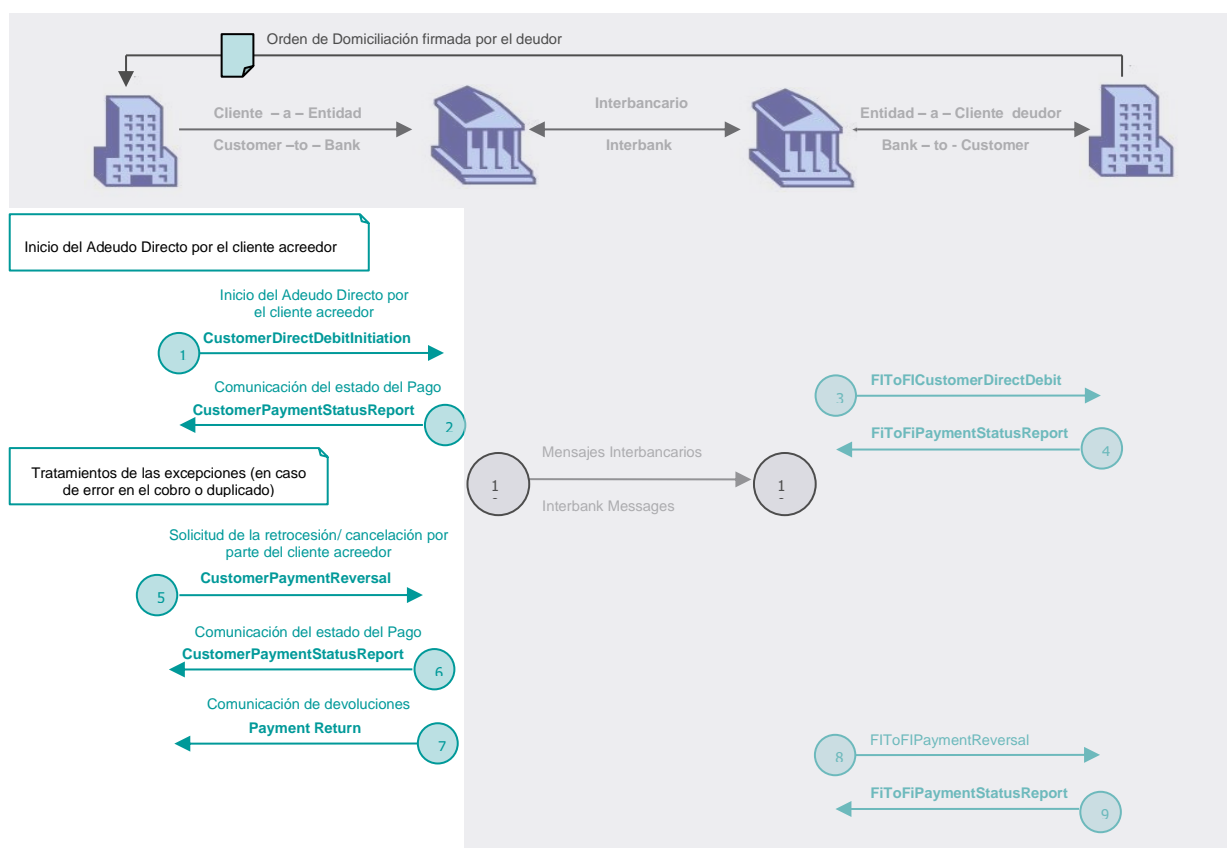 Orden de Domiciliación firmada por el deudor
Cliente – a – Entidad
Customer –to – Bank
Interbancario
Interbank
Entidad – a – Cliente deudor
Bank – to - Customer
Inicio del Adeudo Directo por el cliente acreedor
Inicio del Adeudo Directo por
el cliente acreedor
CustomerDirectDebitInitiation
1
Comunicación del estado del Pago
CustomerPaymentStatusReport
2
FIToFICustomerDirectDebit
3
FiToFiPaymentStatusReport
4
Tratamientos de las excepciones (en caso
de error en el cobro o duplicado)
Mensajes Interbancarios
1
1
Interbank Messages
Solicitud de la retrocesión/ cancelación por
parte del cliente acreedor
CustomerPaymentReversal
5
Comunicación del estado del Pago
CustomerPaymentStatusReport
6
Comunicación de devoluciones
Payment Return
7
FIToFIPaymentReversal
8
FiToFiPaymentStatusReport
9